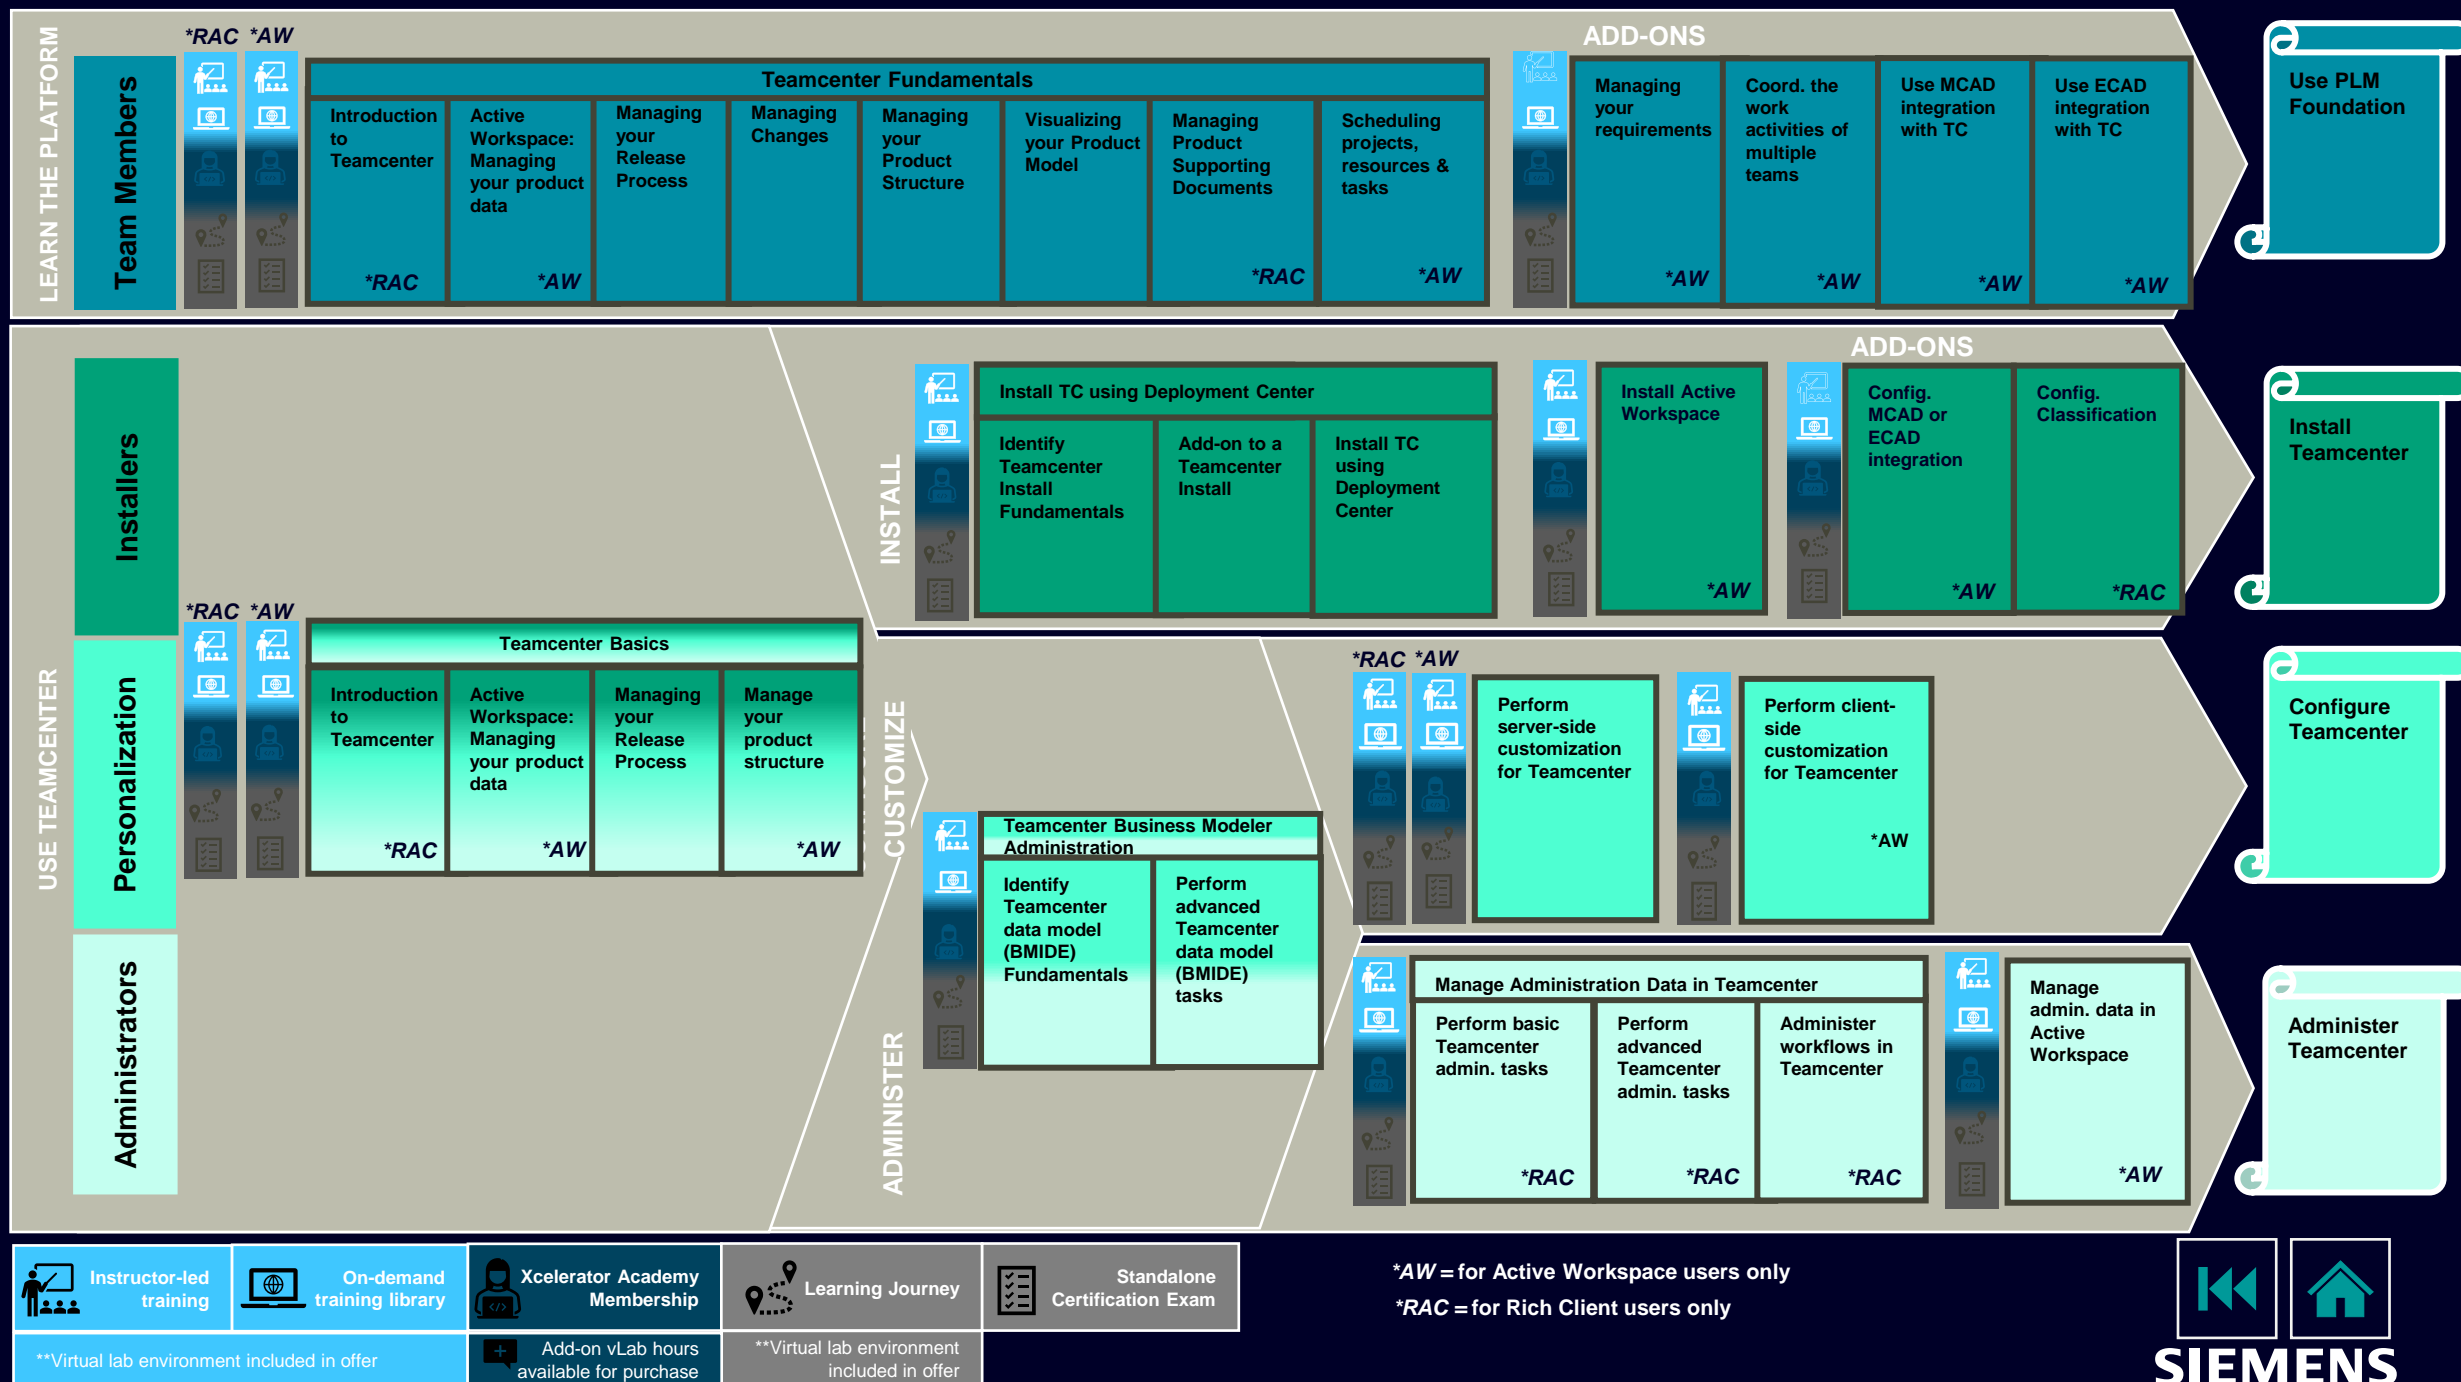 LEARN THE PLATFORM
Team Members
*RAC *AW
Teamcenter Fundamentals
Introduction
to
Teamcenter
*RAC
Active
Workspace:
Managing
your product
data
*AW
Managing
your
Release
Process
Managing
Changes
Managing
your
Product
Structure
Visualizing
your Product
Model
Managing
Product
Supporting
Documents
*RAC
Scheduling
projects,
resources &
tasks
*AW
ADD-ONS
Managing
your
requirements
*AW
Coord. the
work
activities of
multiple
teams
*AW
Use MCAD
integration
with TC
*AW
Use ECAD
integration
with TC
*AW
Use PLM
Foundation
USE TEAMCENTER
Installers
Personalization
Administrators
*RAC *AW
Teamcenter Basics
Introduction
to
Teamcenter
*RAC
Active
Workspace:
Managing
your product
data
*AW
Managing
your
Release
Process
Manage
your
product
structure
*AW
INSTALL
Install TC using Deployment Center
Identify
Teamcenter
Install
Fundamentals
Add-on to a
Teamcenter
Install
Install TC
using
Deployment
Center
Install Active
Workspace
*AW
ADD-ONS
Config.
MCAD or
ECAD
integration
*AW
Config.
Classification
*RAC
Install
Teamcenter
CUSTOMIZE
ADMINISTER
Teamcenter Business Modeler
Administration
Identify
Teamcenter
data model
(BMIDE)
Fundamentals
Perform
advanced
Teamcenter
data model
(BMIDE)
tasks
*RAC *AW
Perform
server-side
customization
for Teamcenter
Perform client-
side
customization
for Teamcenter
*AW
Configure
Teamcenter
Manage Administration Data in Teamcenter
Perform basic
Teamcenter
admin. tasks
*RAC
Perform
advanced
Teamcenter
admin. tasks
*RAC
Administer
workflows in
Teamcenter
*RAC
Manage
admin. data in
Active
Workspace
*AW
Administer
Teamcenter
Instructor-led
training
On-demand
training library
Xcelerator Academy
Membership
Learning Journey
Standalone
Certification Exam
**Virtual lab environment included in offer
Add-on vLab hours
available for purchase
**Virtual lab environment
included in offer
*AW = for Active Workspace users only
*RAC = for Rich Client users only
SIEMENS